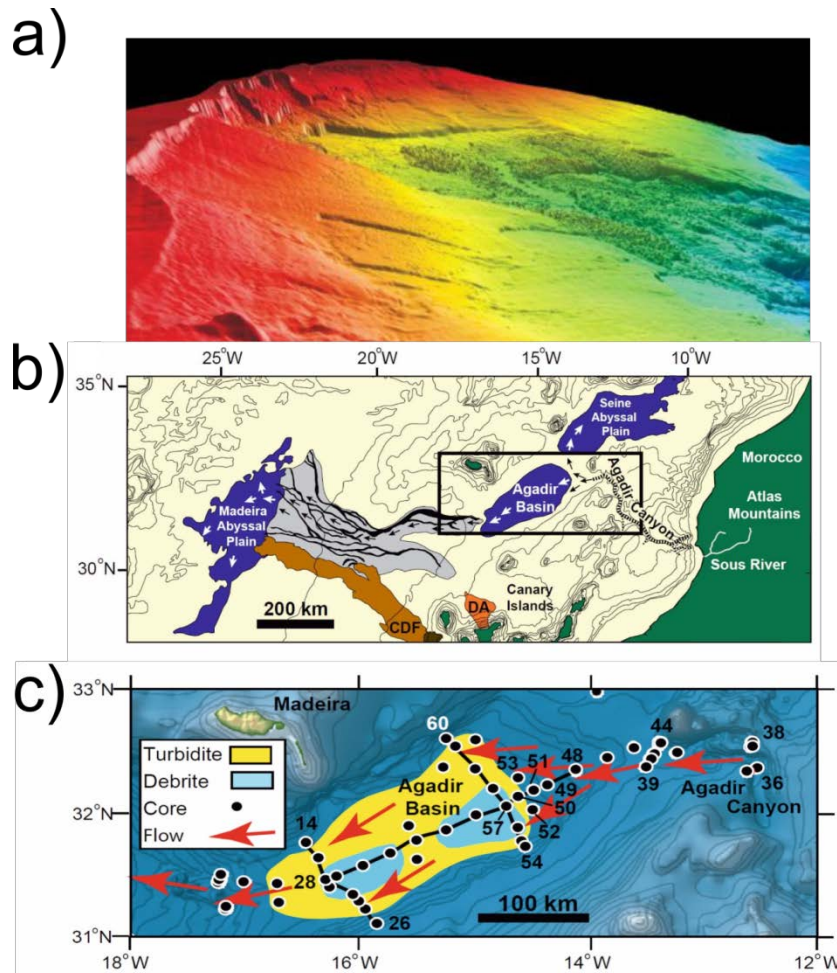 a)
b)
25°W
20°W
15°W
10°W
35°N
30°N
Seine
Abyssal
Plain
Morocco
Agadir Canyon
Atlas
Mountains
Sous River
Agadir
Basin
Madeira
Abyssal
Plain
Canary
Islands
DA
CDF
200 km
c)
33°N
32°N
31°N
Madeira
Turbidite
Debrite
Core
Flow
60
53
51
48
44
38
39
36
49
50
52
57
54
14
28
26
Agadir
Basin
Agadir
Canyon
100 km
18°W
16°W
14°W
12°W